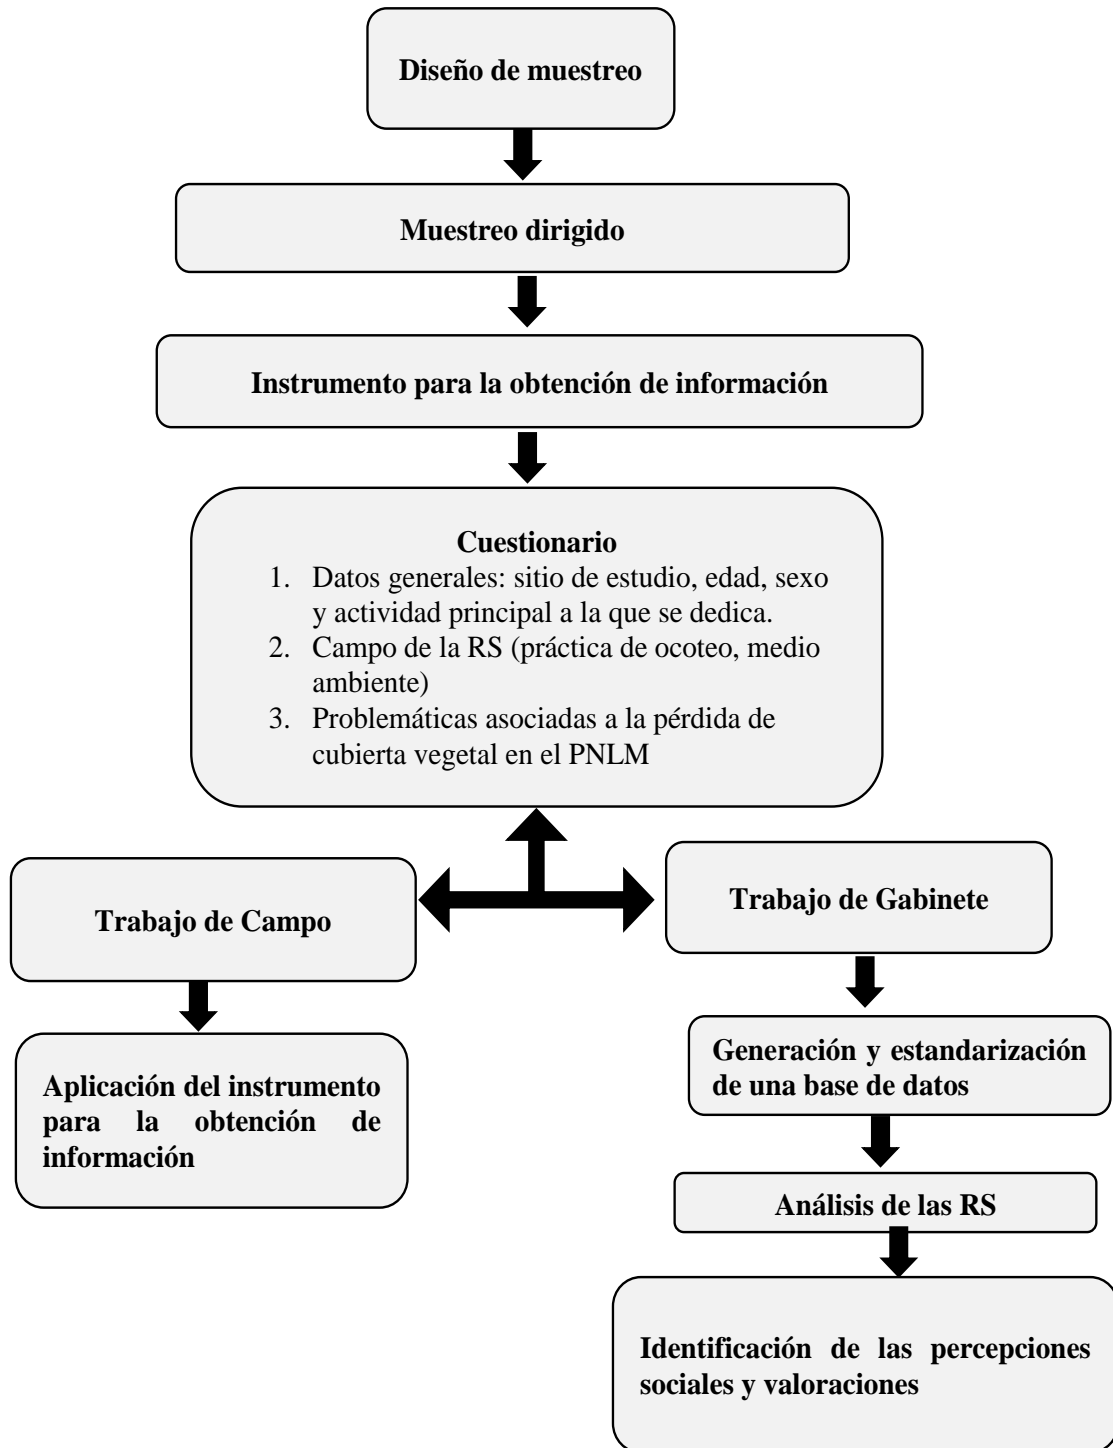 Diseño de muestreo
Muestreo dirigido
Instrumento para la obtención de información
Cuestionario
1. Datos generales: sitio de estudio, edad, sexo
y actividad principal a la que se dedica.
2. Campo de la RS (práctica de ocoteo, medio
ambiente)
3. Problemáticas asociadas a la pérdida de
cubierta vegetal en el PNLM
Trabajo de Campo
Aplicación del instrumento
para la obtención de
información
Trabajo de Gabinete
Generación y estandarización
de una base de datos
Análisis de las RS
Identificación de las percepciones
sociales y valoraciones